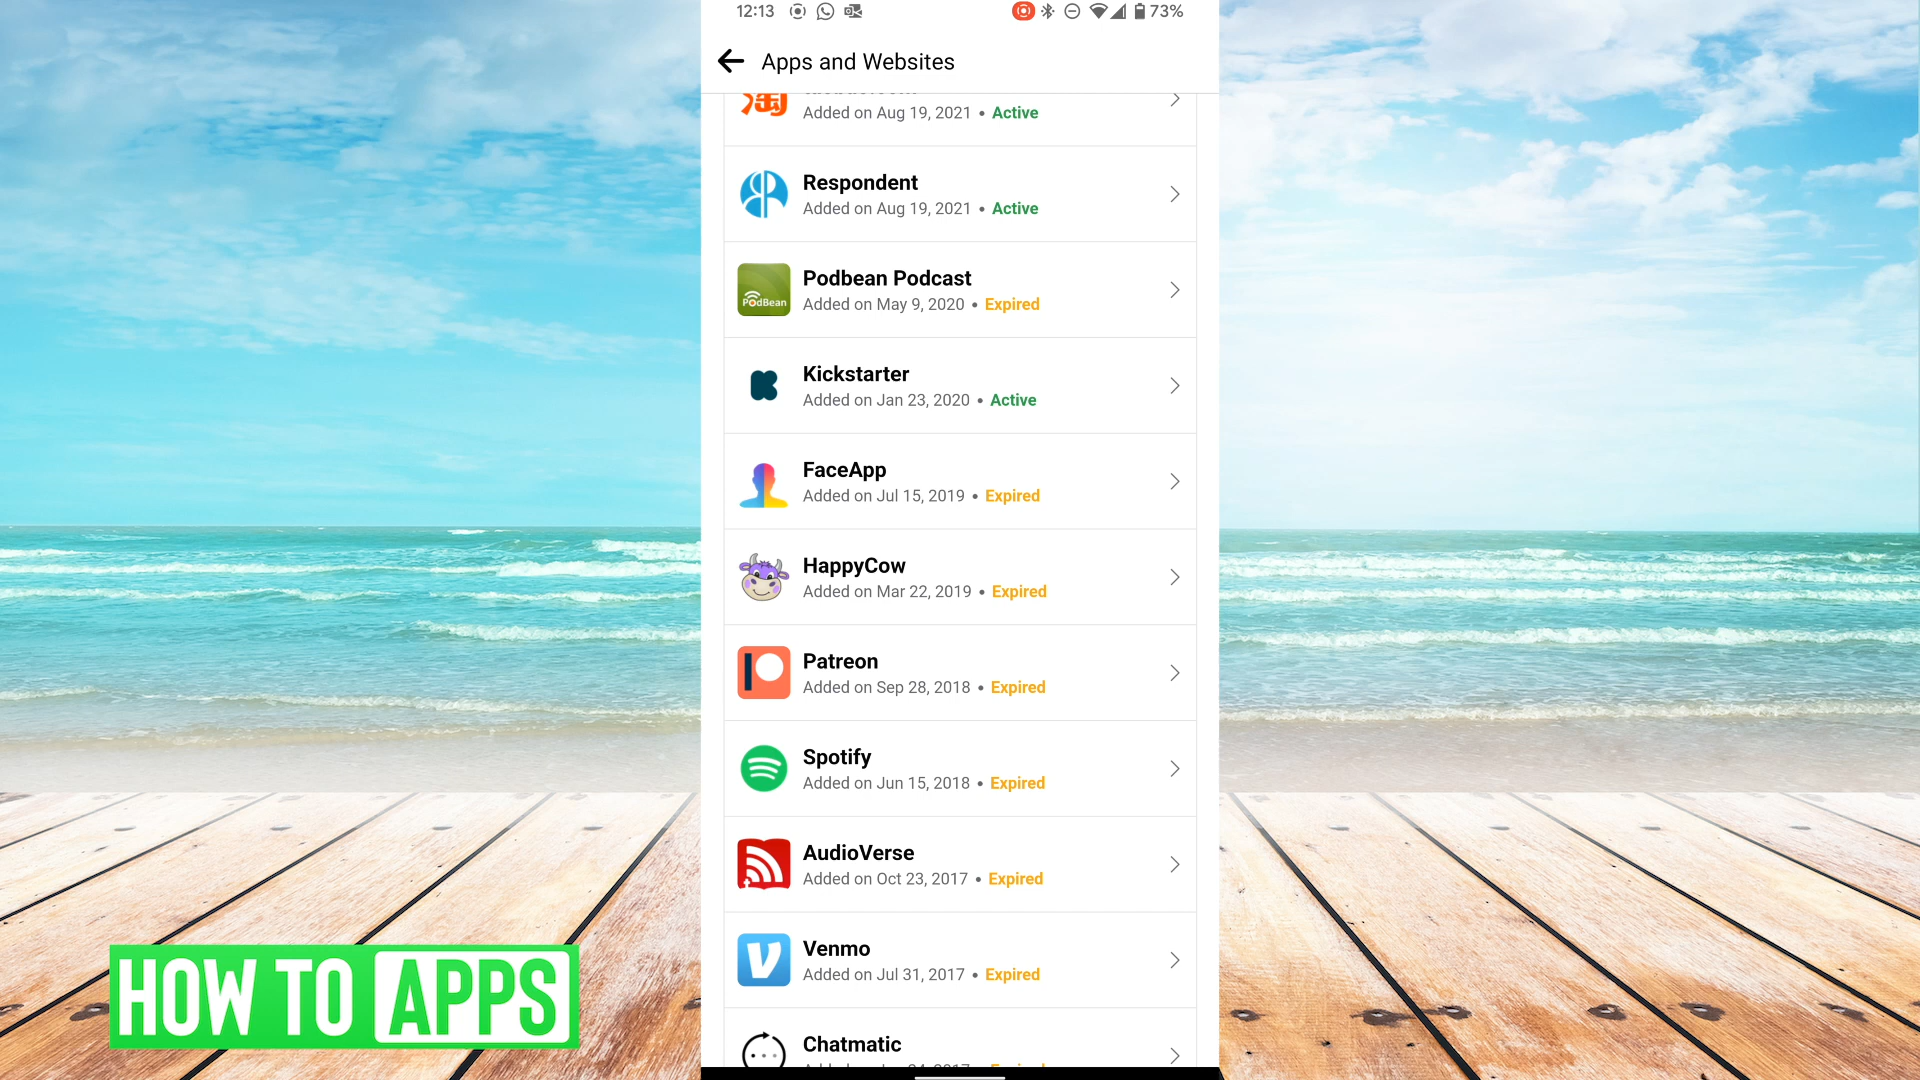 12:13
73%
Apps and Websites
淘
Added on Aug 19, 2021 • Active
Respondent
Added on Aug 19, 2021 • Active
PodBean
Podbean Podcast
Added on May 9, 2020 • Expired
Kickstarter
Added on Jan 23, 2020 • Active
FaceApp
Added on Jul 15, 2019 • Expired
HappyCow
Added on Mar 22, 2019 • Expired
Patreon
Added on Sep 28, 2018 • Expired
Spotify
Added on Jun 15, 2018 • Expired
AudioVerse
Added on Oct 23, 2017 • Expired
Venmo
Added on Jul 31, 2017 • Expired
Chatmatic
HOW TO APPS